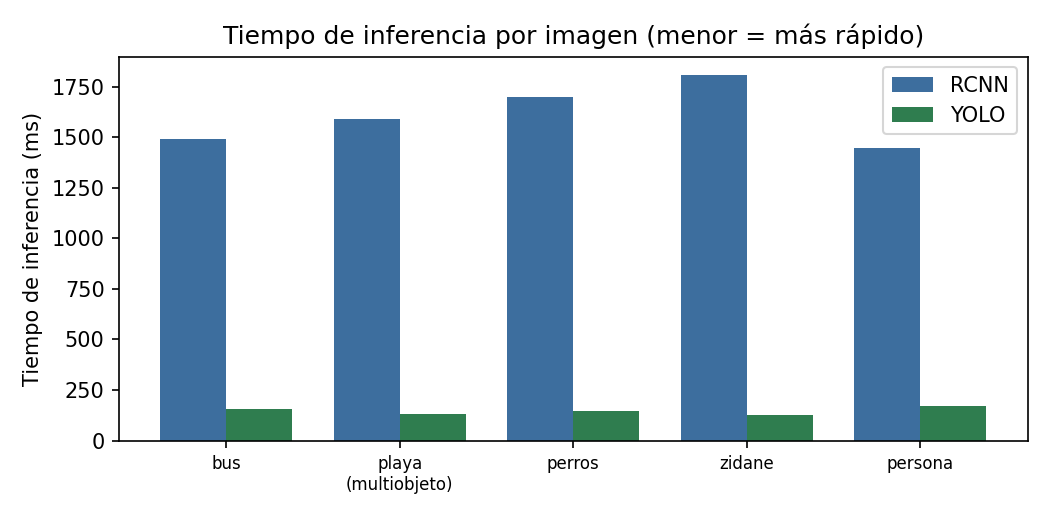 Tiempo de inferencia por imagen (menor = más rápido)
RCNN
YOLO
Tiempo de inferencia (ms)
1750
1500
1250
1000
750
500
250
0
bus
playa
(multiobjeto)
perros
zidane
persona